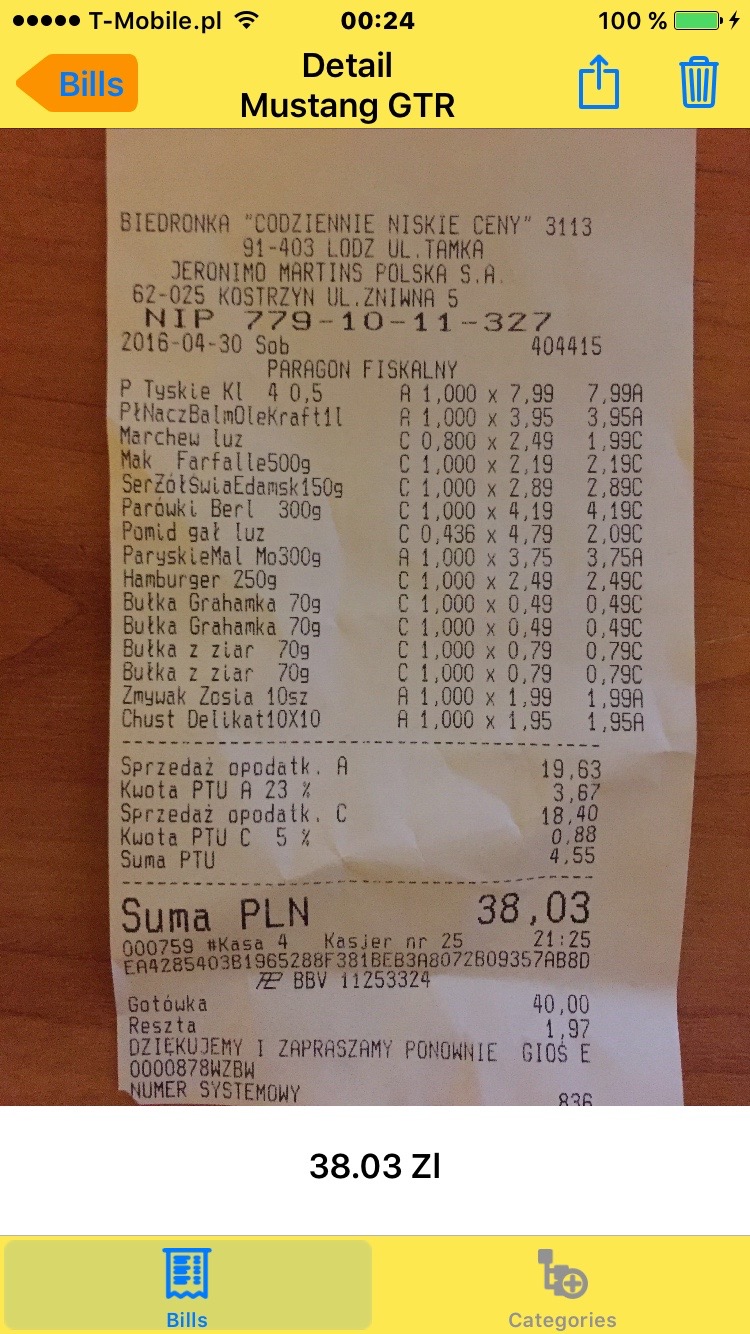 T-Mobile.pl 00:24 100 %
Bills
Detail
Mustang GTR
BIEDRONKA "CODZIENNIE NISKIE CENY" 3113
91-403 LODZ UL.TAMKA
JERONIMO MARTINS POLSKA S.A.
62-025 KOSTRZYN UL.ZNIWNA 5
NIP 779-10-11-327
2016-04-30 Sob 404415
PARAGON FISKALNY
P Tyskie Kl 4 0,5 A 1,000 x 7,99 7,99A
PłNaczBalmOleKraft1l A 1,000 x 3,95 3,95A
Marchew luz C 0,800 x 2,49 1,99C
Mak Farfalle500g C 1,000 x 2,19 2,19C
SerŻółŚwiaEdamsk150g C 1,000 x 2,89 2,89C
Parówki Berl 300g C 1,000 x 4,19 4,19C
Pomid gał luz C 0,436 x 4,79 2,09C
ParyskieMal Mo300g A 1,000 x 3,75 3,75A
Hamburger 250g C 1,000 x 2,49 2,49C
Bułka Grahamka 70g C 1,000 x 0,49 0,49C
Bułka Grahamka 70g C 1,000 x 0,49 0,49C
Bułka z ziar 70g C 1,000 x 0,79 0,79C
Bułka z ziar 70g C 1,000 x 0,79 0,79C
Zmywak Zosia 10sz A 1,000 x 1,99 1,99A
Chust Delikat10X10 A 1,000 x 1,95 1,95A
Sprzedaż opodatk. A 19,63
Kwota PTU A 23 % 3,67
Sprzedaż opodatk. C 18,40
Kwota PTU C 5 % 0,88
Suma PTU 4,55
Suma PLN 38,03
000759 #Kasa 4 Kasjer nr 25 21:25
EA4285403B1965288F381BEB3A8072B09357AB8D
BBV 11253324
Gotówka 40,00
Reszta 1,97
DZIĘKUJEMY I ZAPRASZAMY PONOWNIE GIOŚ E
0000878WZBW
NUMER SYSTEMOWY 836
38.03 Zl
Bills
Categories